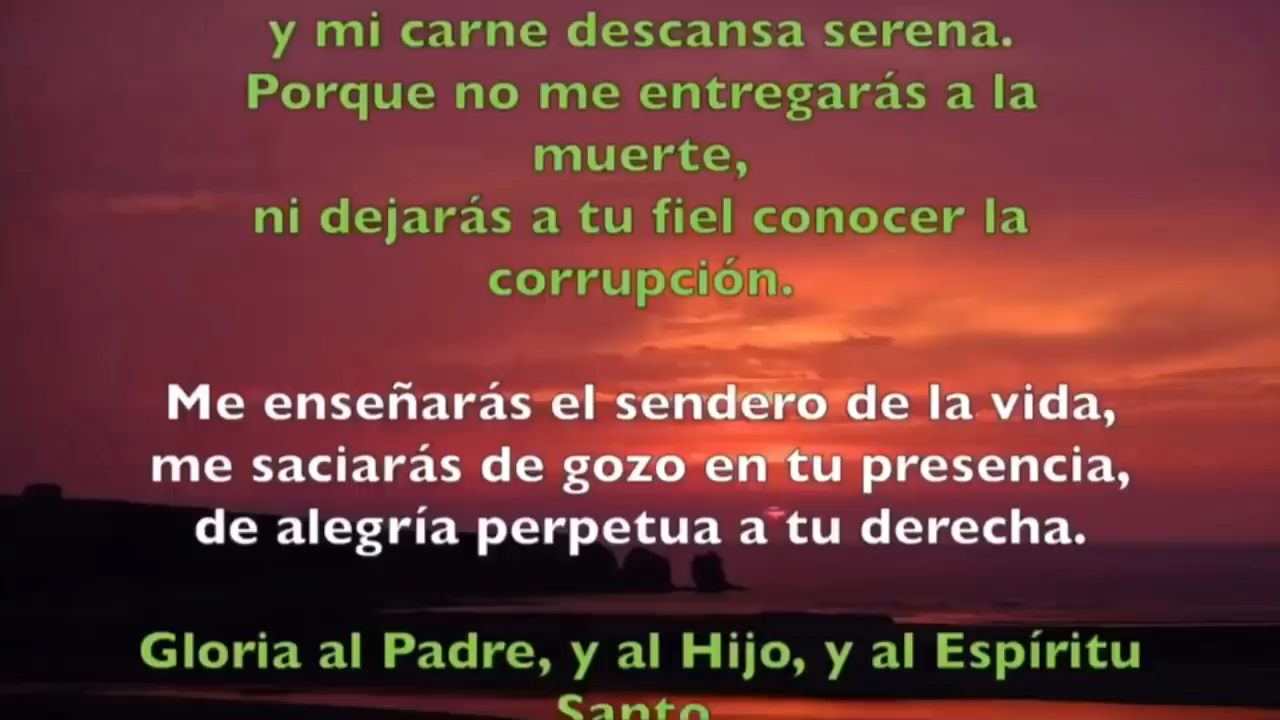 y mi carne descansa serena.
Porque no me entregarás a la
muerte,
ni dejarás a tu fiel conocer la
corrupción.
Me enseñarás el sendero de la vida,
me saciarás de gozo en tu presencia,
de alegría perpetua a tu derecha.
Gloria al Padre, y al Hijo, y al Espíritu
Santo